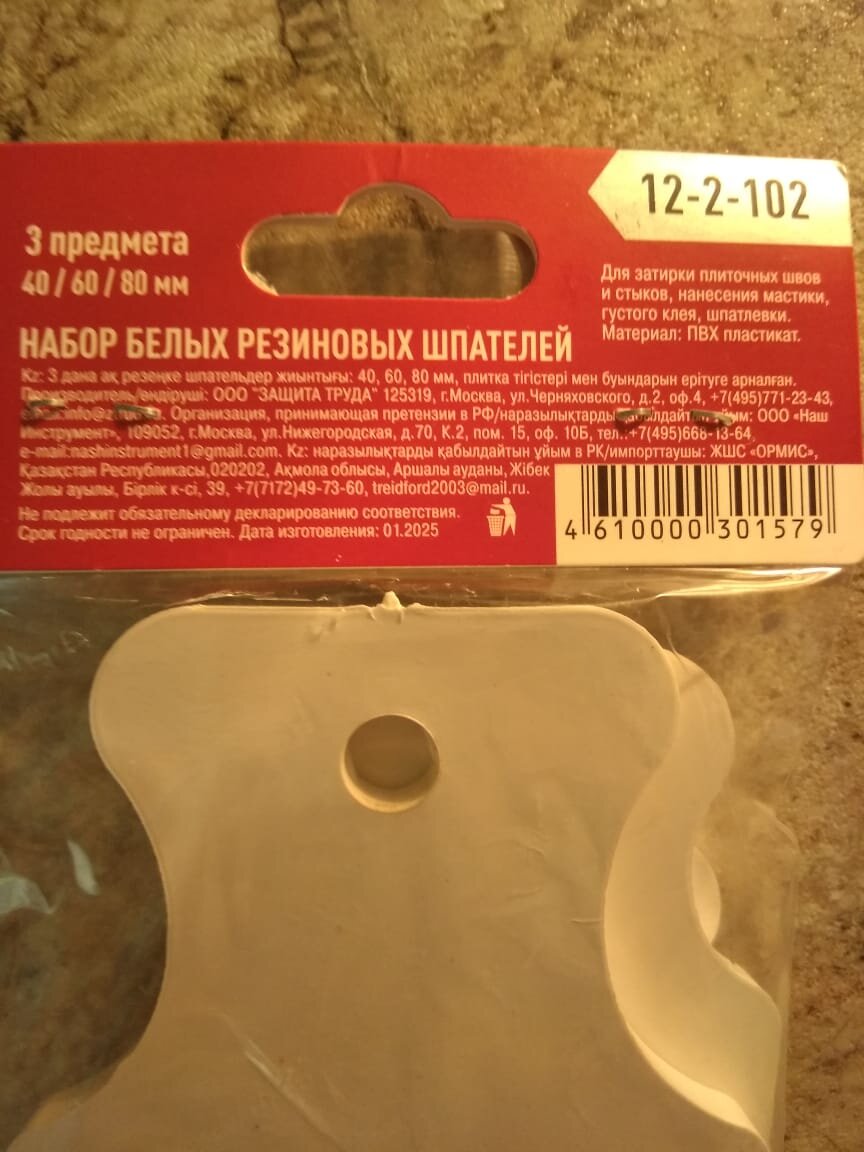 12-2-102
3 предмета
40 / 60 / 80 мм
Для затирки плиточных швов
и стыков, нанесения мастики,
густого клея, шпатлевки.
Материал: ПВХ пластикат.
НАБОР БЕЛЫХ РЕЗИНОВЫХ ШПАТЕЛЕЙ
Kz: 3 дана ақ резеңке шпательдер жиынтығы: 40, 60, 80 мм, плитка тігістері мен буындарын ерітуге арналған.
ООО "ЗАЩИТА ТРУДА" 125319, г.Москва, ул.Черняховского, д.2, оф.4, +7(495)771-23-43,
Организация, принимающая претензии в РФ/наразылықтарды ООО «Наш
Инструмент», 109052, г.Москва, ул.Нижегородская, д.70, К.2, пом. 15, оф. 10Б, тел.:+7(495)666-13-64,
e-mail:nashinstrument1@gmail.com. Kz: наразылықтарды қабылдайтын ұйым в РК/импорттаушы: ЖШС «ОРМИС»,
Қазақстан Республикасы,020202, Ақмола облысы, Аршалы ауданы, Жібек
Жолы ауылы, Бірлік к-сі, 39, +7(7172)49-73-60, treidford2003@mail.ru.
Не подлежит обязательному декларированию соответствия.
Срок годности не ограничен. Дата изготовления: 01.2025
4 610000 301579